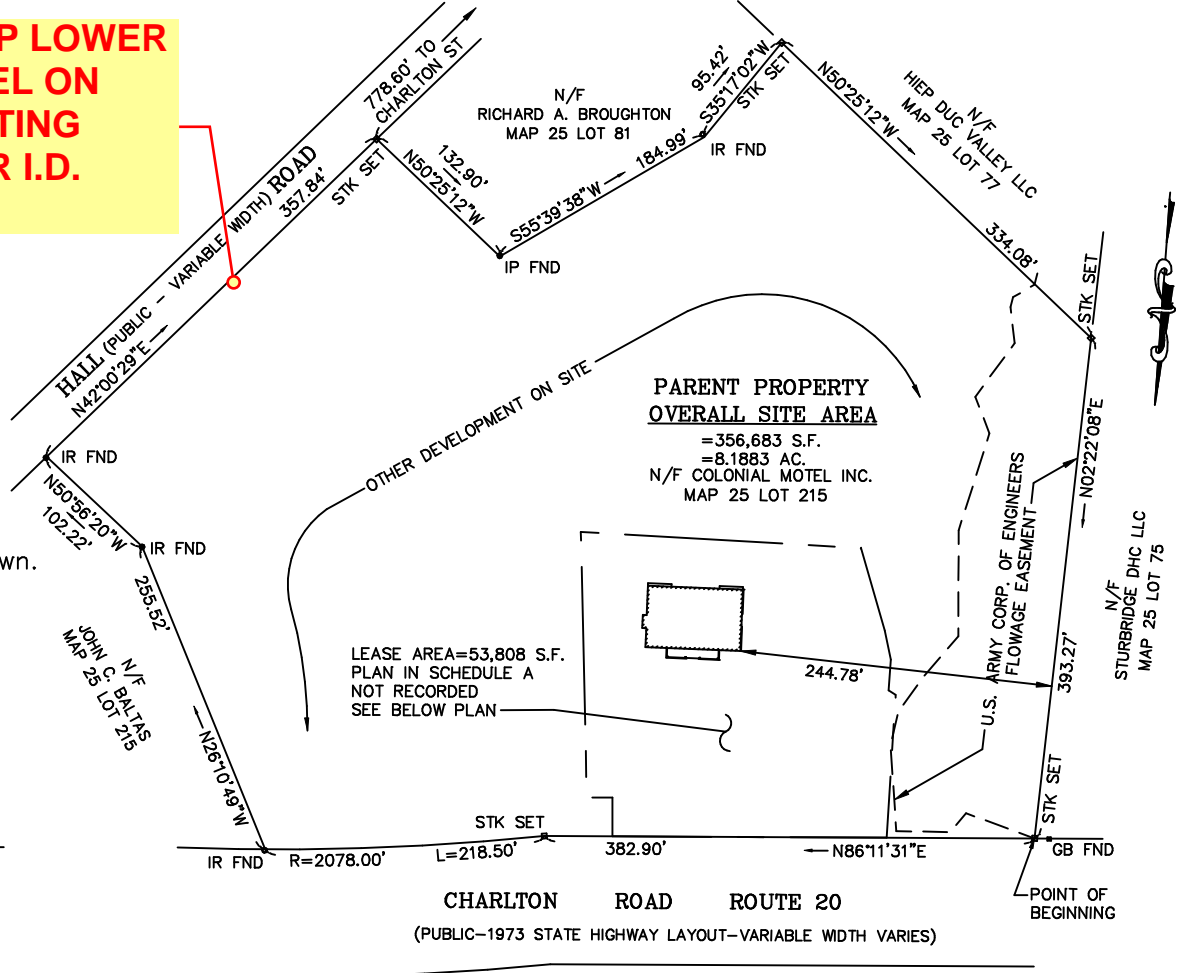 P LOWER
EL ON
TING
R I.D.
778.60' TO
CHARLTON ST
HALL (PUBLIC - VARIABLE WIDTH) ROAD
N42°00'29"E
357.84'
STK SET
132.90'
N50°25'12"W
N/F
RICHARD A. BROUGHTON
MAP 25 LOT 81
S55°39'38"W
184.99'
IP FND
IR FND
95.42'
S35°17'02"W
STK SET
N50°25'12"W
334.08'
N/F
HIEP DUC VALLEY LLC
MAP 25 LOT 77
STK SET
OTHER DEVELOPMENT ON SITE
PARENT PROPERTY
OVERALL SITE AREA
=356,683 S.F.
=8.1883 AC.
N/F COLONIAL MOTEL INC.
MAP 25 LOT 215
N02°22'08"E
393.27'
U.S. ARMY CORP. OF ENGINEERS
FLOWAGE EASEMENT
N/F
STURBRIDGE DHC LLC
MAP 25 LOT 75
IR FND
N50°56'20"W
102.22'
IR FND
wn.
255.52'
N26°10'49"W
N/F
JOHN C. BALTAS
MAP 25 LOT 215
LEASE AREA=53,808 S.F.
PLAN IN SCHEDULE A
NOT RECORDED
SEE BELOW PLAN
244.78'
STK SET
STK SET
IR FND
R=2078.00'
L=218.50'
382.90'
N86°11'31"E
GB FND
POINT OF
BEGINNING
CHARLTON ROAD ROUTE 20
(PUBLIC-1973 STATE HIGHWAY LAYOUT-VARIABLE WIDTH VARIES)